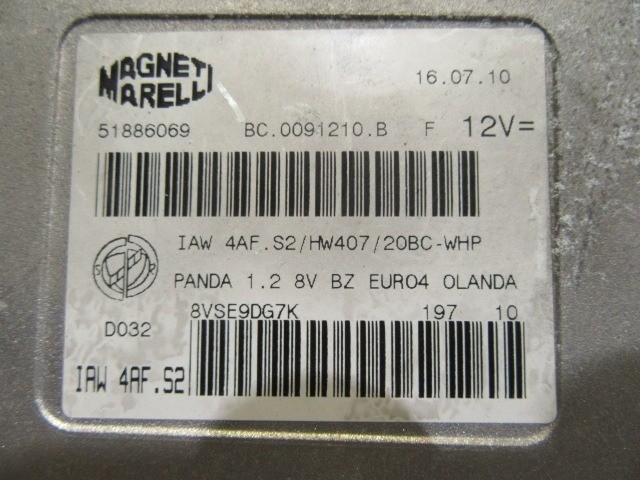 MAGNETI
MARELLI
16.07.10
51886069 BC.0091210.B F 12V=
IAW 4AF.S2/HW407/20BC-WHP
PANDA 1.2 8V BZ EURO4 OLANDA
8VSE9DG7K 197 10
D032
IAW 4AF.S2